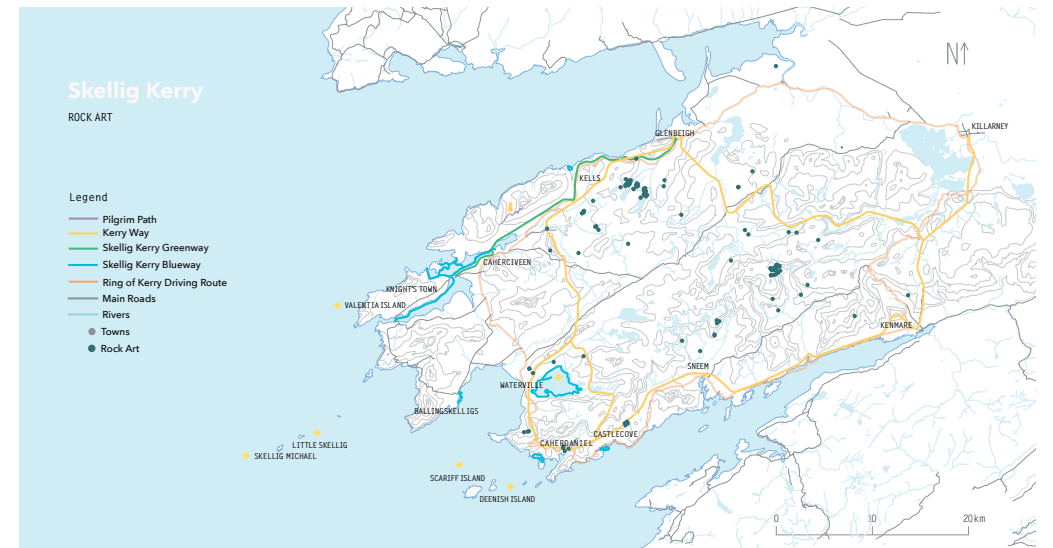 Skellig Kerry
ROCK ART
N
Legend
Pilgrim Path
Kerry Way
Skellig Kerry Greenway
Skellig Kerry Blueway
Ring of Kerry Driving Route
Main Roads
Rivers
Towns
Rock Art
KILLARNEY
GLENBEIGH
KELLS
CAHERCIVEEN
KNIGHT'S TOWN
VALENTIA ISLAND
KENMARE
SNEEM
WATERVILLE
BALLINGSKELLIGS
CASTLECOVE
CAHERDANIEL
LITTLE SKELLIG
SKELLIG MICHAEL
SCARIFF ISLAND
DEENISH ISLAND
0 10 20km